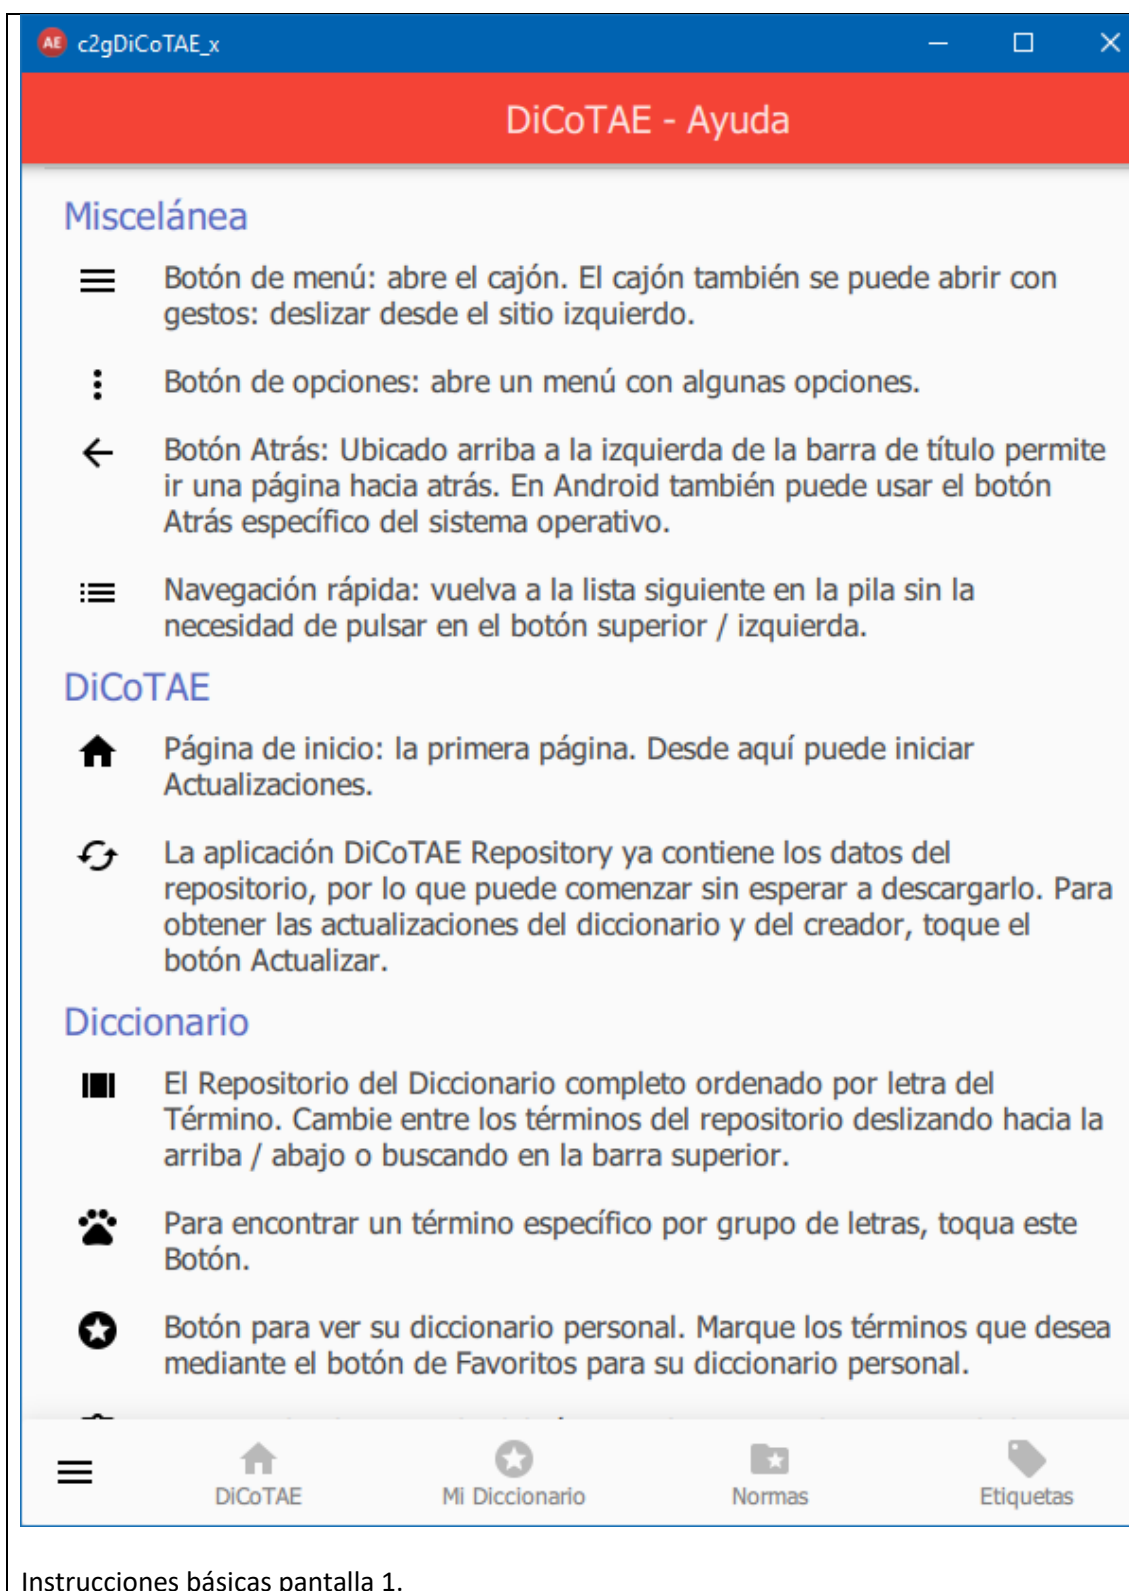 AE c2gDiCoTAE_x
DiCoTAE - Ayuda
Miscelánea
Botón de menú: abre el cajón. El cajón también se puede abrir con
gestos: deslizar desde el sitio izquierdo.
Botón de opciones: abre un menú con algunas opciones.
Botón Atrás: Ubicado arriba a la izquierda de la barra de título permite
ir una página hacia atrás. En Android también puede usar el botón
Atrás específico del sistema operativo.
Navegación rápida: vuelva a la lista siguiente en la pila sin la
necesidad de pulsar en el botón superior / izquierda.
DiCoTAE
Página de inicio: la primera página. Desde aquí puede iniciar
Actualizaciones.
La aplicación DiCoTAE Repository ya contiene los datos del
repositorio, por lo que puede comenzar sin esperar a descargarlo. Para
obtener las actualizaciones del diccionario y del creador, toque el
botón Actualizar.
Diccionario
El Repositorio del Diccionario completo ordenado por letra del
Término. Cambie entre los términos del repositorio deslizando hacia la
arriba / abajo o buscando en la barra superior.
Para encontrar un término específico por grupo de letras, toqua este
Botón.
Botón para ver su diccionario personal. Marque los términos que desea
mediante el botón de Favoritos para su diccionario personal.
DiCoTAE Mi Diccionario Normas Etiquetas
Instrucciones básicas pantalla 1.